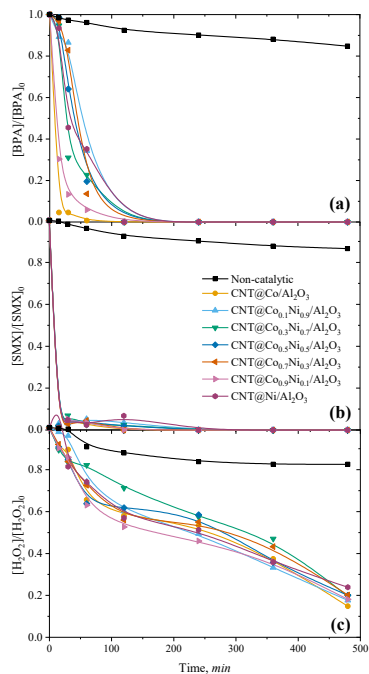 1.0
0.8
0.6
0.4
0.2
0.0
[BPA]/[BPA]₀
(a)
0.8
0.6
0.4
0.2
0.0
[SMX]/[SMX]₀
Non-catalytic
CNT@Co/Al₂O₃
CNT@Co₀.₁Ni₀.₉/Al₂O₃
CNT@Co₀.₃Ni₀.₇/Al₂O₃
CNT@Co₀.₅Ni₀.₅/Al₂O₃
CNT@Co₀.₇Ni₀.₃/Al₂O₃
CNT@Co₀.₉Ni₀.₁/Al₂O₃
CNT@Ni/Al₂O₃
(b)
0.8
0.6
0.4
0.2
0.0
[H₂O₂]/[H₂O₂]₀
(c)
0 100 200 300 400 500
Time, min